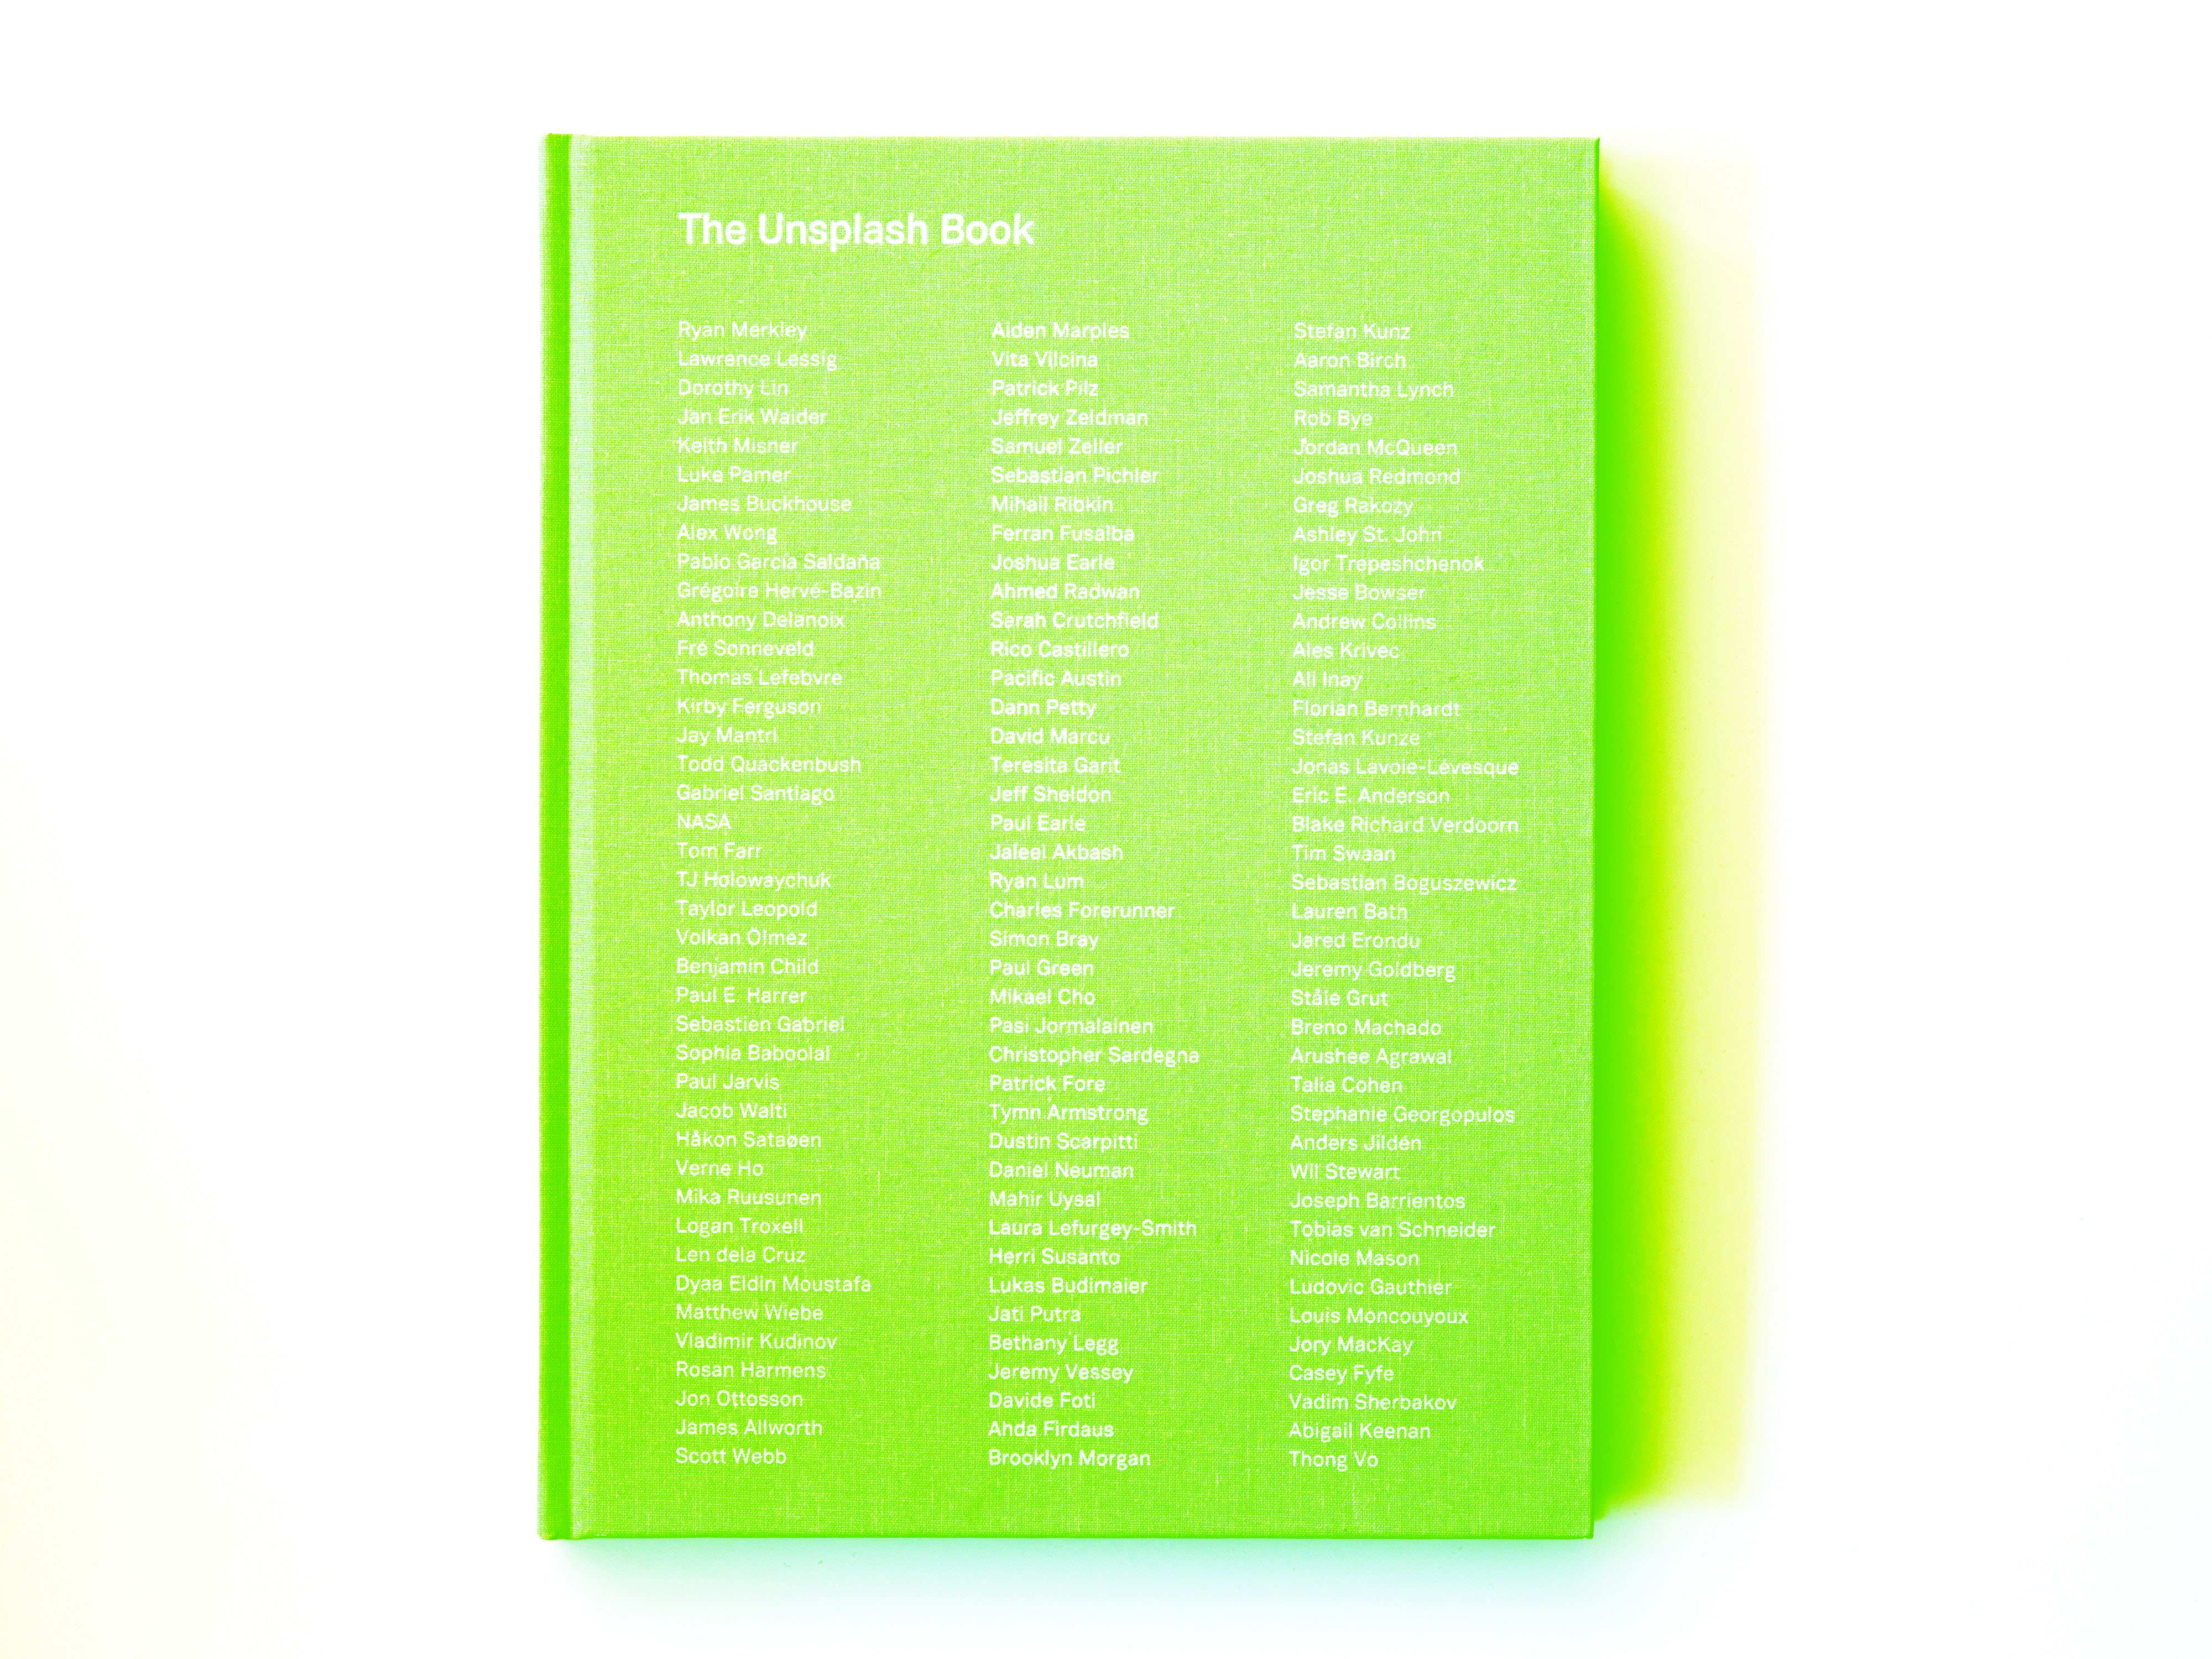 The Unsplash Book
Ryan Merkley
Lawrence Lessig
Dorothy Lin
Jan Erik Waider
Keith Misner
Luke Pamer
James Buckhouse
Alex Wong
Pablo García Saldaña
Grégoire Hervé-Bazin
Anthony Delanoix
Fré Sonneveld
Thomas Lefebvre
Kirby Ferguson
Jay Mantri
Todd Quackenbush
Gabriel Santiago
NASA
Tom Farr
TJ Holowaychuk
Taylor Leopold
Volkan Olmez
Benjamin Child
Paul E. Harrer
Sebastien Gabriel
Sophia Baboolal
Paul Jarvis
Jacob Walti
Håkon Sataøen
Verne Ho
Mika Ruusunen
Logan Troxell
Len dela Cruz
Dyaa Eldin Moustafa
Matthew Wiebe
Vladimir Kudinov
Rosan Harmens
Jon Ottosson
James Allworth
Scott Webb
Aiden Marples
Vita Vilcina
Patrick Pilz
Jeffrey Zeldman
Samuel Zeller
Sebastian Pichler
Mihail Ribkin
Ferran Fusalba
Joshua Earle
Ahmed Radwan
Sarah Crutchfield
Rico Castillero
Pacific Austin
Dann Petty
David Marcu
Teresita Garit
Jeff Sheldon
Paul Earle
Jaleel Akbash
Ryan Lum
Charles Forerunner
Simon Bray
Paul Green
Mikael Cho
Pasi Jormalainen
Christopher Sardegna
Patrick Fore
Tymn Armstrong
Dustin Scarpitti
Daniel Neuman
Mahir Uysal
Laura Lefurgey-Smith
Herri Susanto
Lukas Budimaier
Jati Putra
Bethany Legg
Jeremy Vessey
Davide Foti
Ahda Firdaus
Brooklyn Morgan
Stefan Kunz
Aaron Birch
Samantha Lynch
Rob Bye
Jordan McQueen
Joshua Redmond
Greg Rakozy
Ashley St. John
Igor Trepeshchenok
Jesse Bowser
Andrew Collins
Ales Krivec
Ali Inay
Florian Bernhardt
Stefan Kunze
Jonas Lavoie-Lévesque
Eric E. Anderson
Blake Richard Verdoorn
Tim Swaan
Sebastian Boguszewicz
Lauren Bath
Jared Erondu
Jeremy Goldberg
Ståle Grut
Breno Machado
Arushee Agrawal
Talia Cohen
Stephanie Georgopulos
Anders Jildén
Wil Stewart
Joseph Barrientos
Tobias van Schneider
Nicole Mason
Ludovic Gauthier
Louis Moncouyoux
Jory MacKay
Casey Fyfe
Vadim Sherbakov
Abigail Keenan
Thong Vo